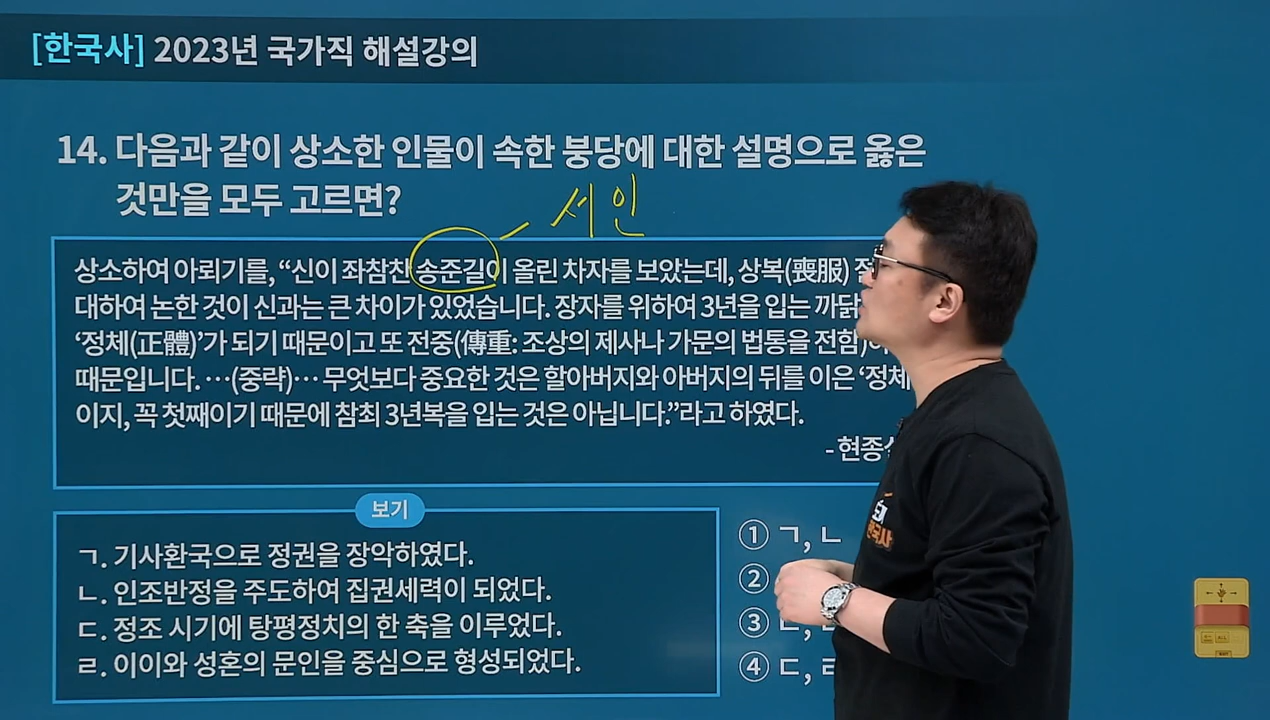 [한국사] 2023년 국가직 해설강의
14. 다음과 같이 상소한 인물이 속한 붕당에 대한 설명으로 옳은
것만을 모두 고르면?
서인
상소하여 아뢰기를, “신이 좌참찬 송준길이 올린 차자를 보았는데, 상복(喪服)
대하여 논한 것이 신과는 큰 차이가 있었습니다. 장자를 위하여 3년을 입는 까닭
‘정체(正體)’가 되기 때문이고 또 전중(傳重: 조상의 제사나 가문의 법통을 전함)이
때문입니다. …(중략)… 무엇보다 중요한 것은 할아버지와 아버지의 뒤를 이은 ‘정체
이지, 꼭 첫째이기 때문에 참최 3년복을 입는 것은 아닙니다.”라고 하였다.
- 현종
보기
ㄱ. 기사환국으로 정권을 장악하였다.
ㄴ. 인조반정을 주도하여 집권세력이 되었다.
ㄷ. 정조 시기에 탕평정치의 한 축을 이루었다.
ㄹ. 이이와 성혼의 문인을 중심으로 형성되었다.
① ㄱ, ㄴ
②
③ ㄴ,
④ ㄷ, ㄹ
한국사